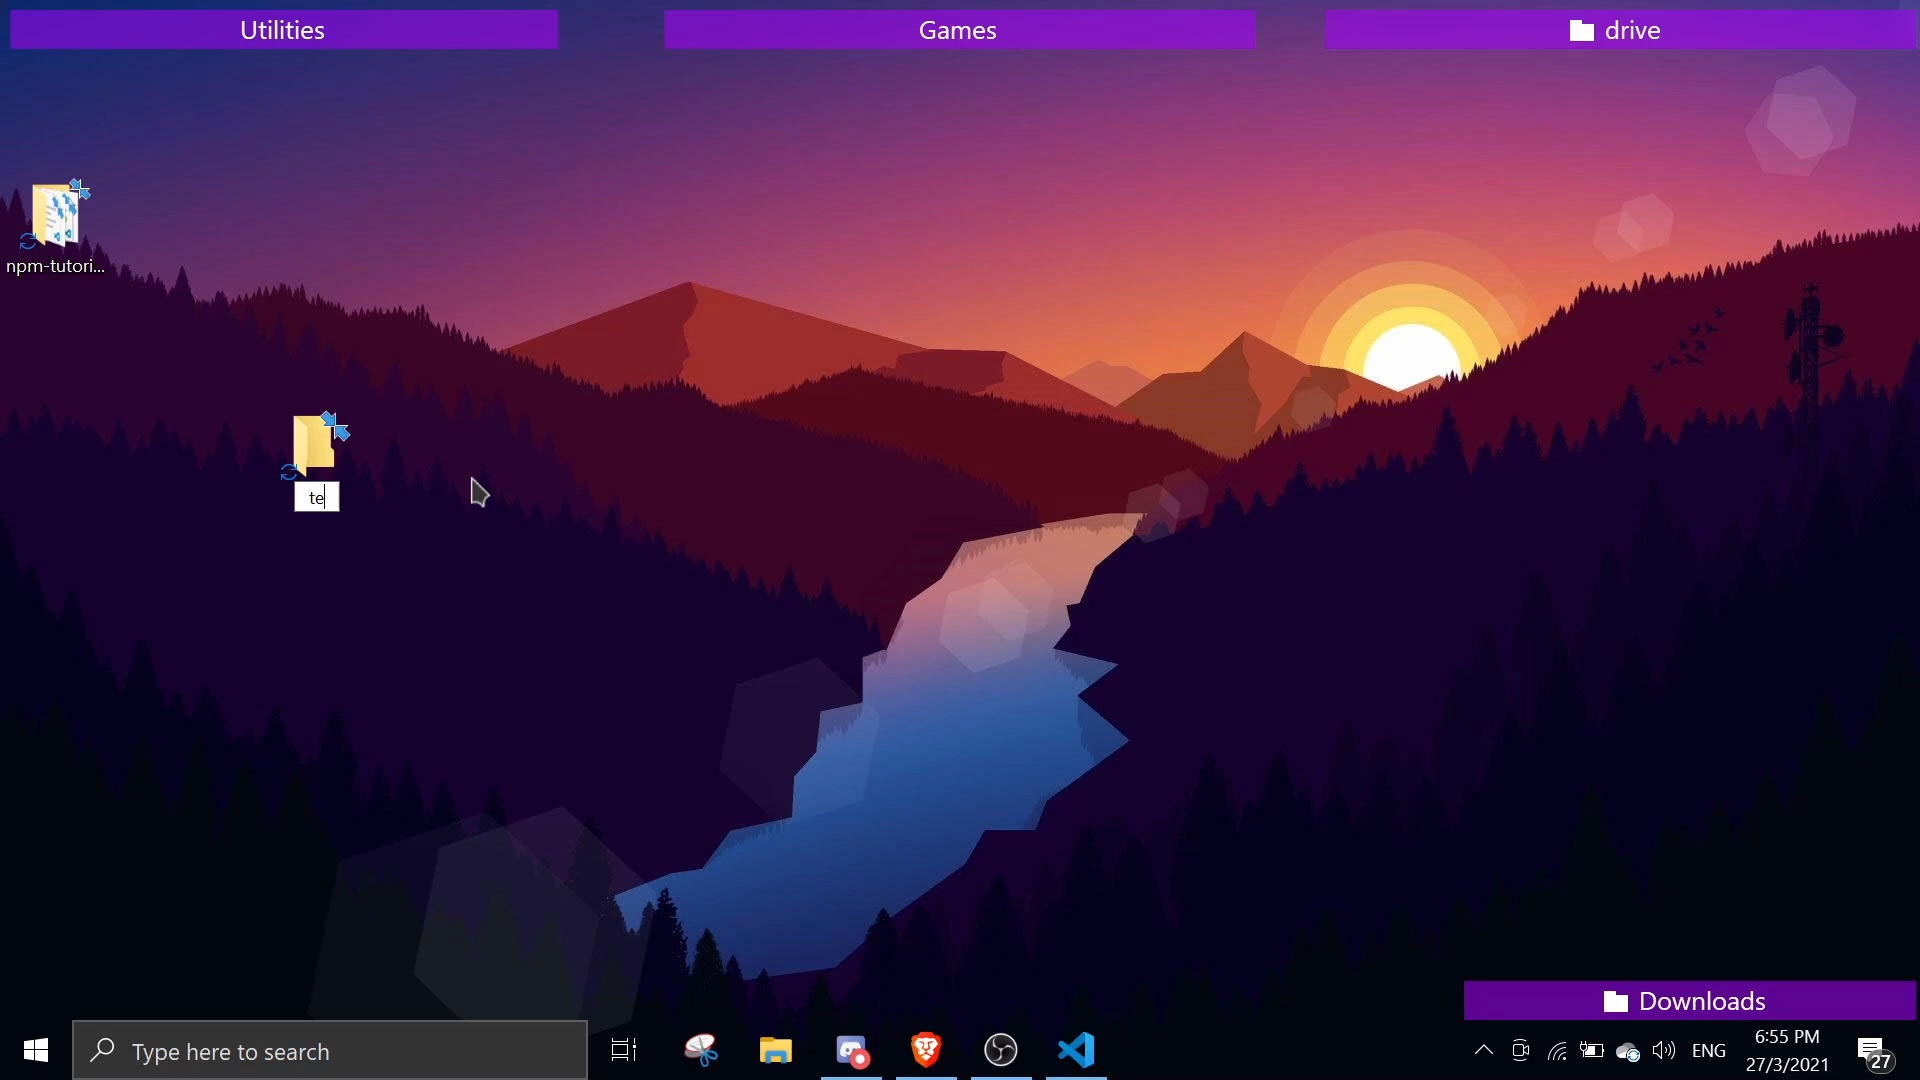 Utilities
Games
drive
npm-tutori...
te
Downloads
Type here to search
ENG
6:55 PM
27/3/2021
27